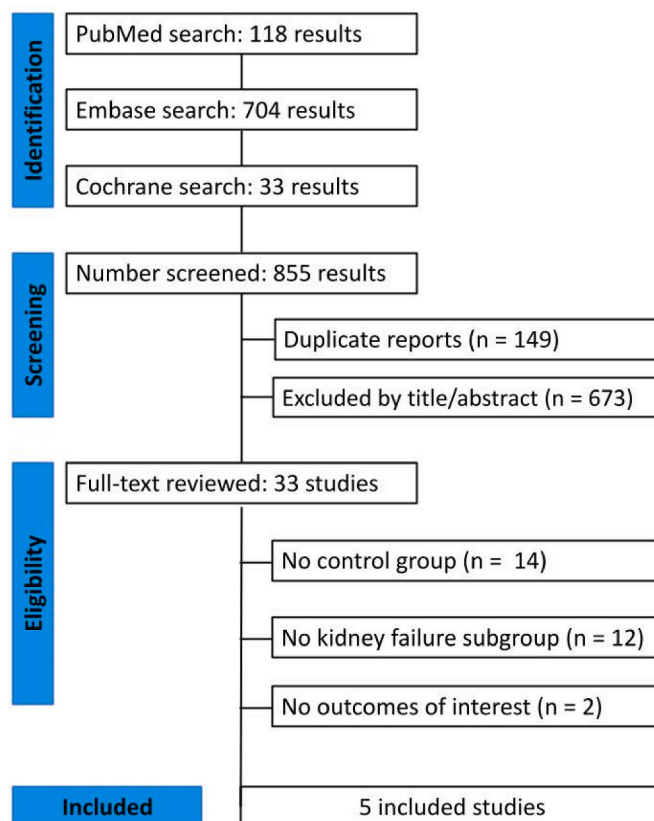 Identification
PubMed search: 118 results
Embase search: 704 results
Cochrane search: 33 results
Screening
Number screened: 855 results
Duplicate reports (n = 149)
Excluded by title/abstract (n = 673)
Eligibility
Full-text reviewed: 33 studies
No control group (n = 14)
No kidney failure subgroup (n = 12)
No outcomes of interest (n = 2)
Included
5 included studies